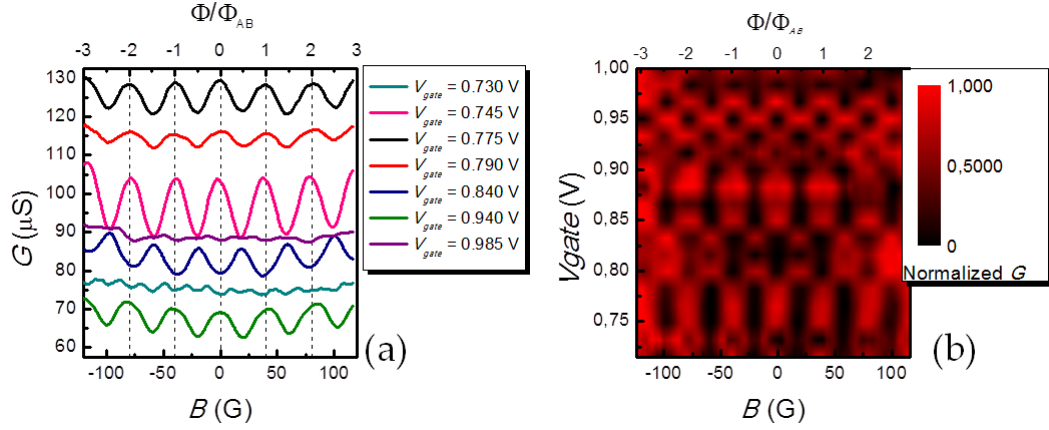 Φ/Φ_AB
-3 -2 -1 0 1 2 3
130
120
110
100
90
80
70
60
G (µS)
-100 -50 0 50 100
B (G)
(a)
V_gate = 0.730 V
V_gate = 0.745 V
V_gate = 0.775 V
V_gate = 0.790 V
V_gate = 0.840 V
V_gate = 0.940 V
V_gate = 0.985 V
Φ/Φ_AB
-3 -2 -1 0 1 2
1,00
0,95
0,90
0,85
0,80
0,75
Vgate (V)
-100 -50 0 50 100
B (G)
(b)
1.000
0,5000
0
Normalized G